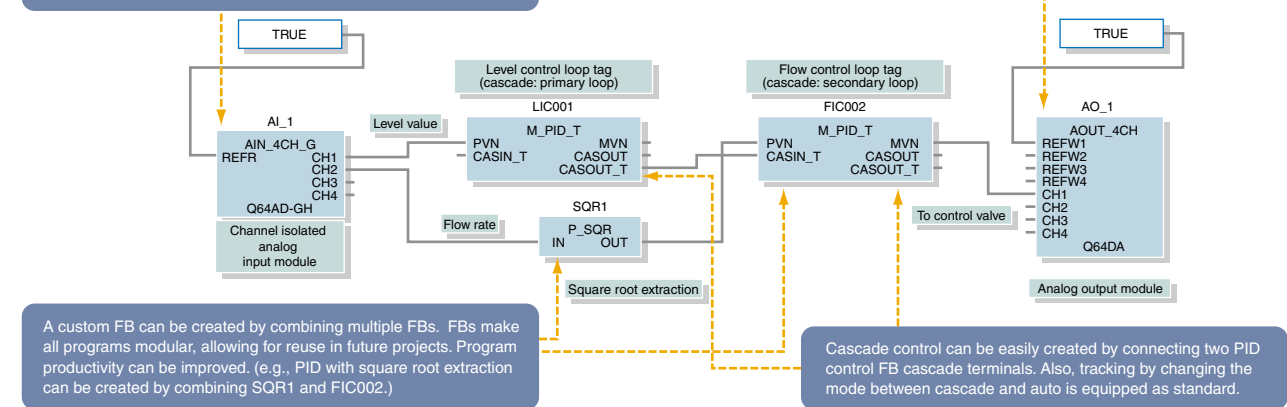 TRUE
TRUE
Level control loop tag
(cascade: primary loop)
Flow control loop tag
(cascade: secondary loop)
LIC001
FIC002
AO_1
AI_1
Level value
M_PID_T
PVN
MVN
CASIN_T
CASOUT
CASOUT_T
M_PID_T
PVN
MVN
CASIN_T
CASOUT
CASOUT_T
AOUT_4CH
REFW1
REFW2
REFW3
REFW4
CH1
CH2
CH3
CH4
Q64DA
AIN_4CH_G
REFR
CH1
CH2
CH3
CH4
Q64AD-GH
SQR1
Flow rate
P_SQR
IN
OUT
To control valve
Channel isolated
analog
input module
Square root extraction
Analog output module
A custom FB can be created by combining multiple FBs. FBs make
all programs modular, allowing for reuse in future projects. Program
productivity can be improved. (e.g., PID with square root extraction
can be created by combining SQR1 and FIC002.)
Cascade control can be easily created by connecting two PID
control FB cascade terminals. Also, tracking by changing the
mode between cascade and auto is equipped as standard.